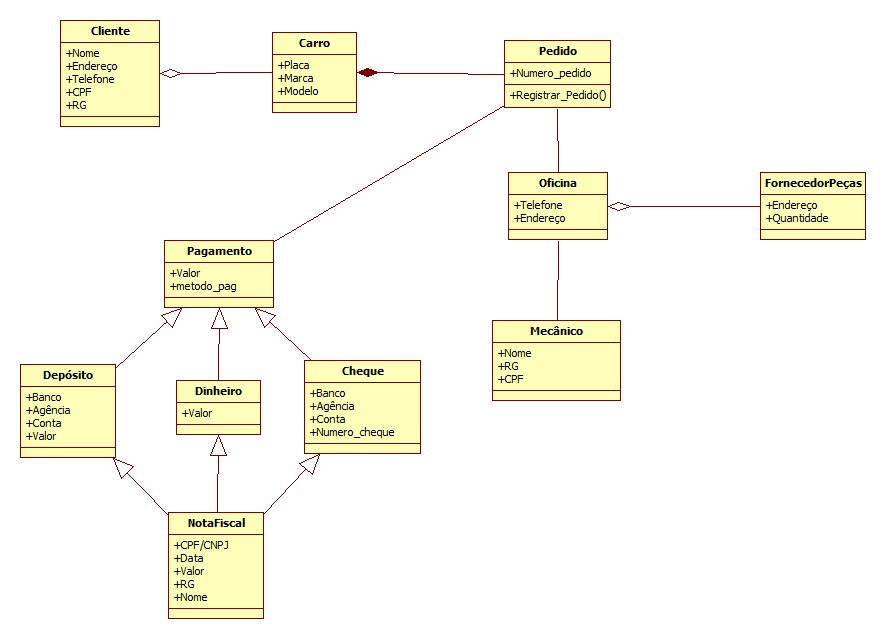 Cliente
+Nome
+Endereço
+Telefone
+CPF
+RG
Carro
+Placa
+Marca
+Modelo
Pedido
+Numero_pedido
+Registrar_Pedido()
Oficina
+Telefone
+Endereço
FornecedorPeças
+Endereço
+Quantidade
Pagamento
+Valor
+metodo_pag
Mecânico
+Nome
+RG
+CPF
Depósito
+Banco
+Agência
+Conta
+Valor
Dinheiro
+Valor
Cheque
+Banco
+Agência
+Conta
+Numero_cheque
NotaFiscal
+CPF/CNPJ
+Data
+Valor
+RG
+Nome